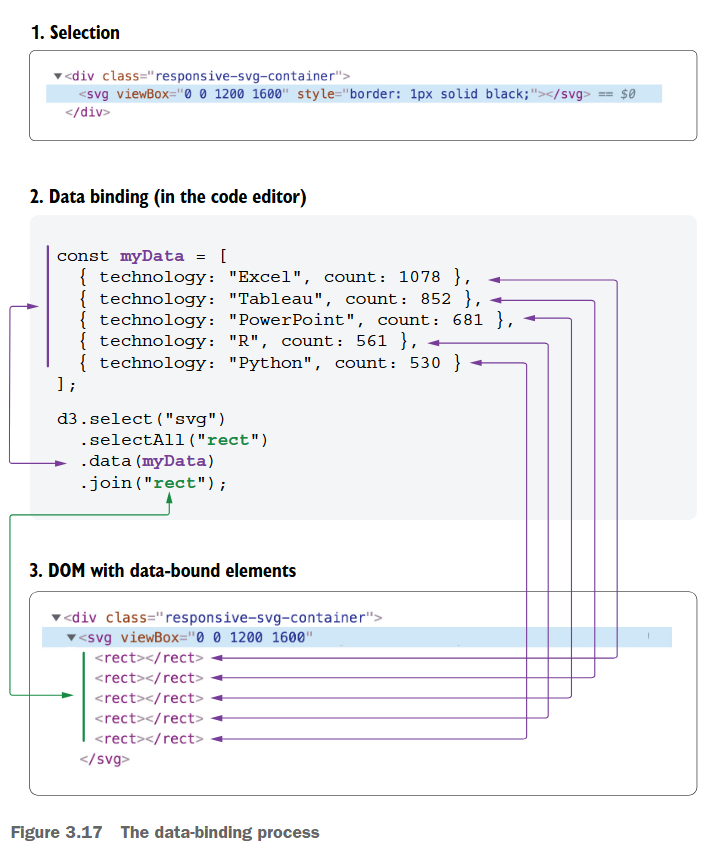 1. Selection
▼<div class="responsive-svg-container">
<svg viewBox="0 0 1200 1600" style="border: 1px solid black;"></svg> == $0
</div>
2. Data binding (in the code editor)
const myData = [
{ technology: "Excel", count: 1078 },
{ technology: "Tableau", count: 852 },
{ technology: "PowerPoint", count: 681 },
{ technology: "R", count: 561 },
{ technology: "Python", count: 530 }
];
d3.select("svg")
.selectAll("rect")
.data(myData)
.join("rect");
3. DOM with data-bound elements
▼<div class="responsive-svg-container">
▼<svg viewBox="0 0 1200 1600"
<rect></rect>
<rect></rect>
<rect></rect>
<rect></rect>
<rect></rect>
</svg>
Figure 3.17 The data-binding process